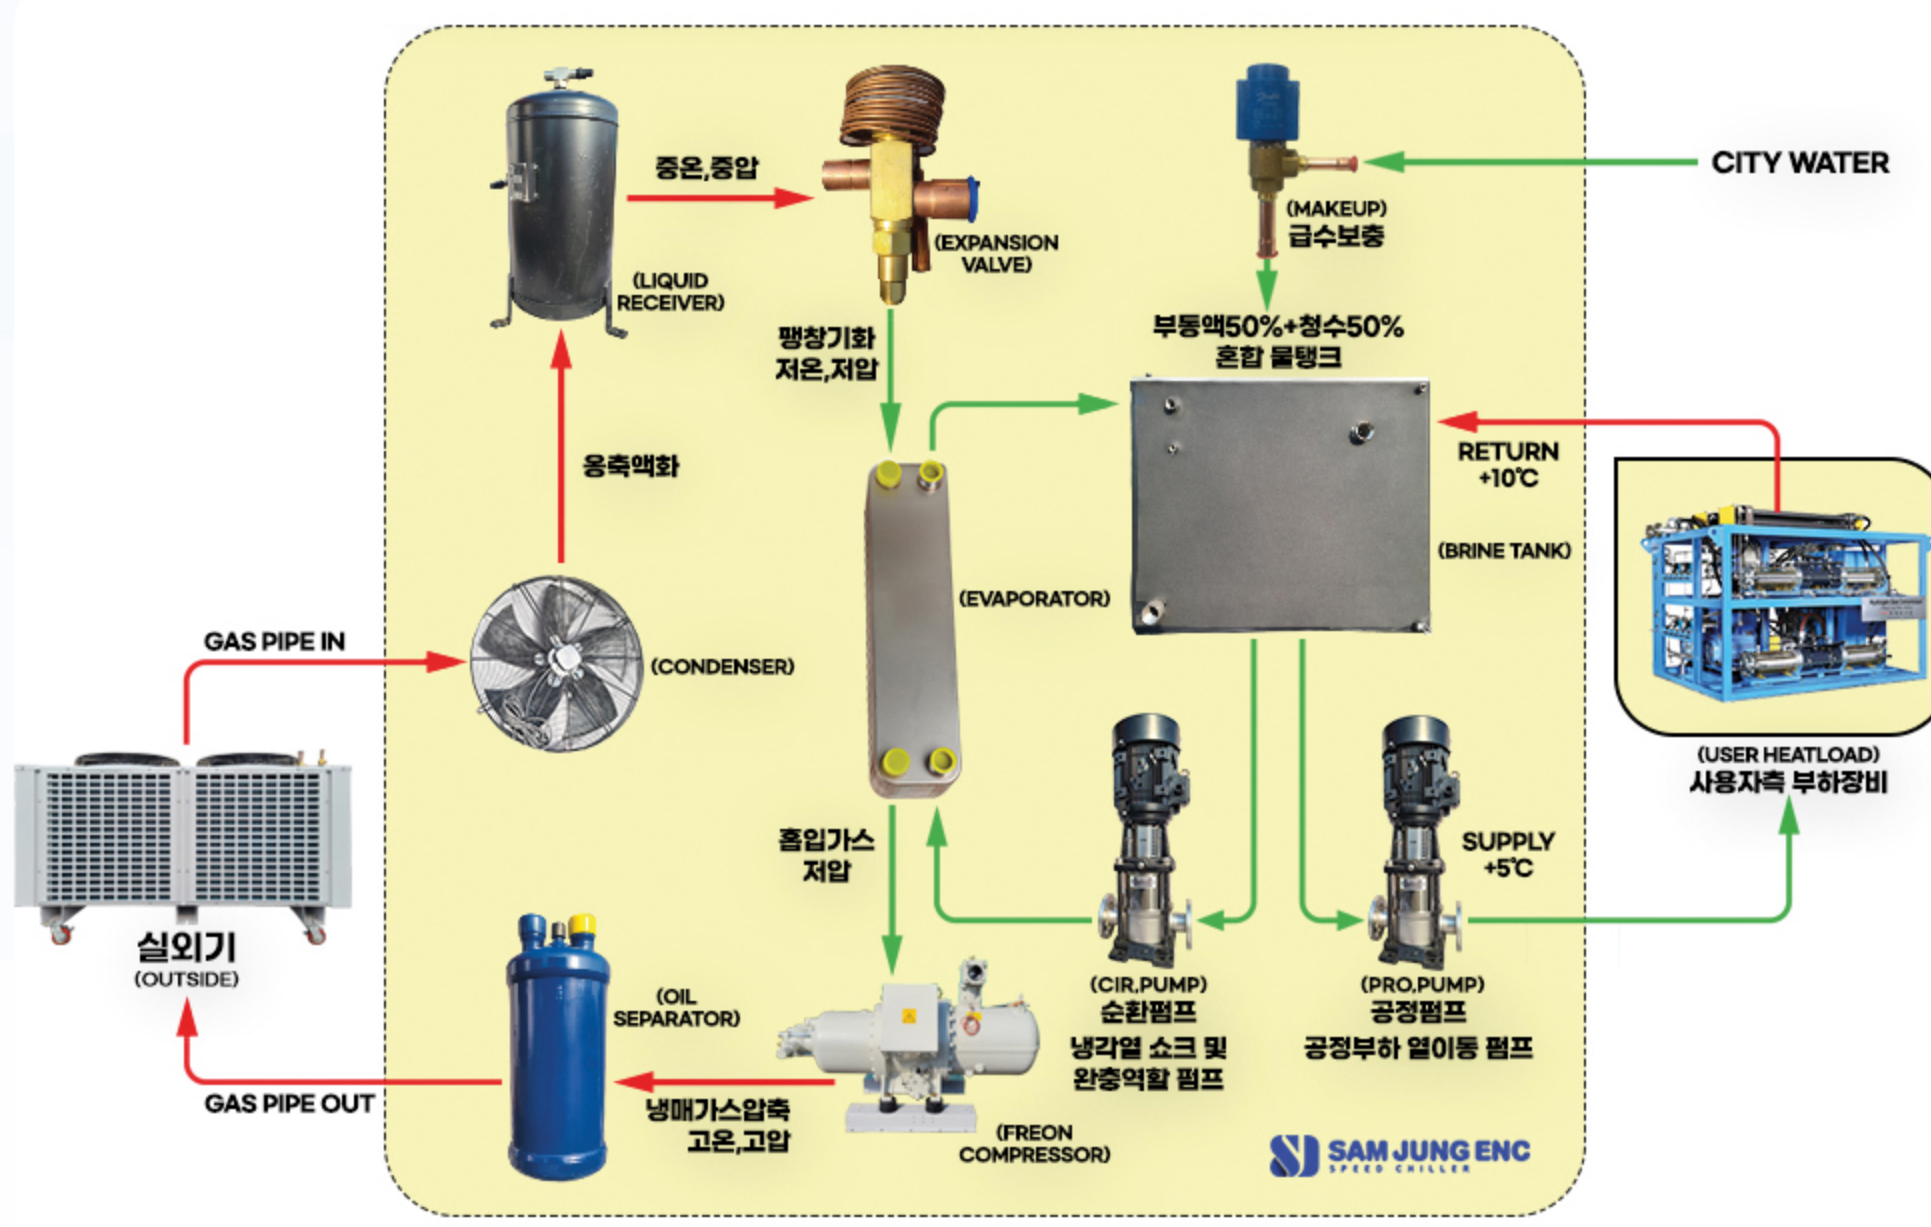 중온,중압
(EXPANSION
VALVE)
(LIQUID
RECEIVER)
CITY WATER
(MAKEUP)
급수보충
팽창기화
저온,저압
부동액50%+청수50%
혼합 물탱크
응축액화
RETURN
+10℃
(BRINE TANK)
(EVAPORATOR)
GAS PIPE IN
(CONDENSER)
(USER HEATLOAD)
사용자측 부하장비
흡입가스
저압
SUPPLY
+5℃
실외기
(OUTSIDE)
(OIL
SEPARATOR)
(CIR,PUMP)
순환펌프
냉각열 쇼크 및
완충역할 펌프
(PRO,PUMP)
공정펌프
공정부하 열이동 펌프
GAS PIPE OUT
냉매가스압축
고온,고압
(FREON
COMPRESSOR)
SAM JUNG ENC
SPEED CHILLER